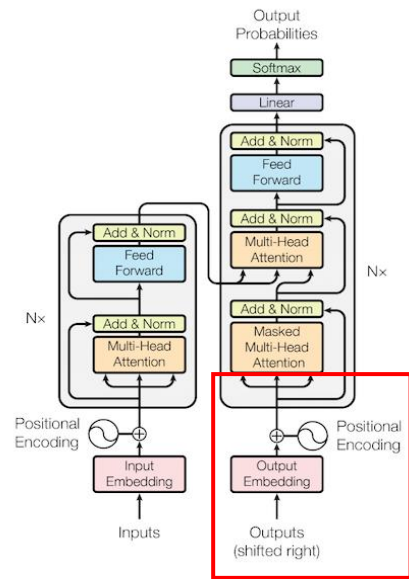 Output
Probabilities
Softmax
Linear
Add & Norm
Feed
Forward
Add & Norm
Multi-Head
Attention
Add & Norm
Masked
Multi-Head
Attention
Nx
Add & Norm
Feed
Forward
Add & Norm
Multi-Head
Attention
Nx
Positional
Encoding
Input
Embedding
Inputs
Positional
Encoding
Output
Embedding
Outputs
(shifted right)